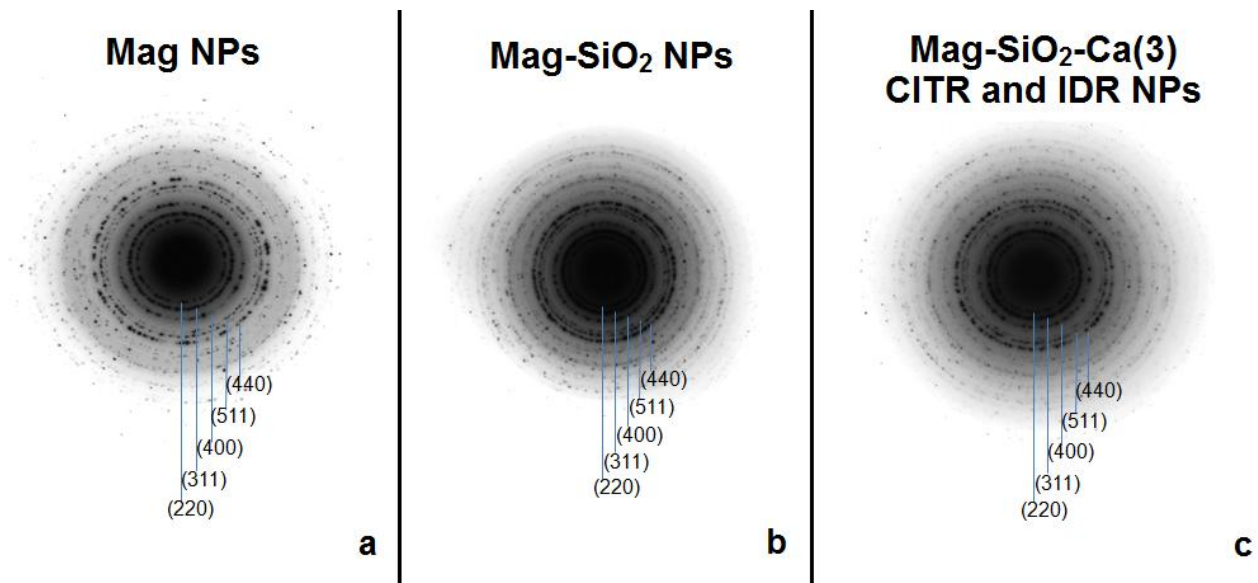 Mag NPs
(440)
(511)
(400)
(311)
(220)
a
Mag-SiO₂ NPs
(440)
(511)
(400)
(311)
(220)
b
Mag-SiO₂-Ca(3)
CITR and IDR NPs
(440)
(511)
(400)
(311)
(220)
c